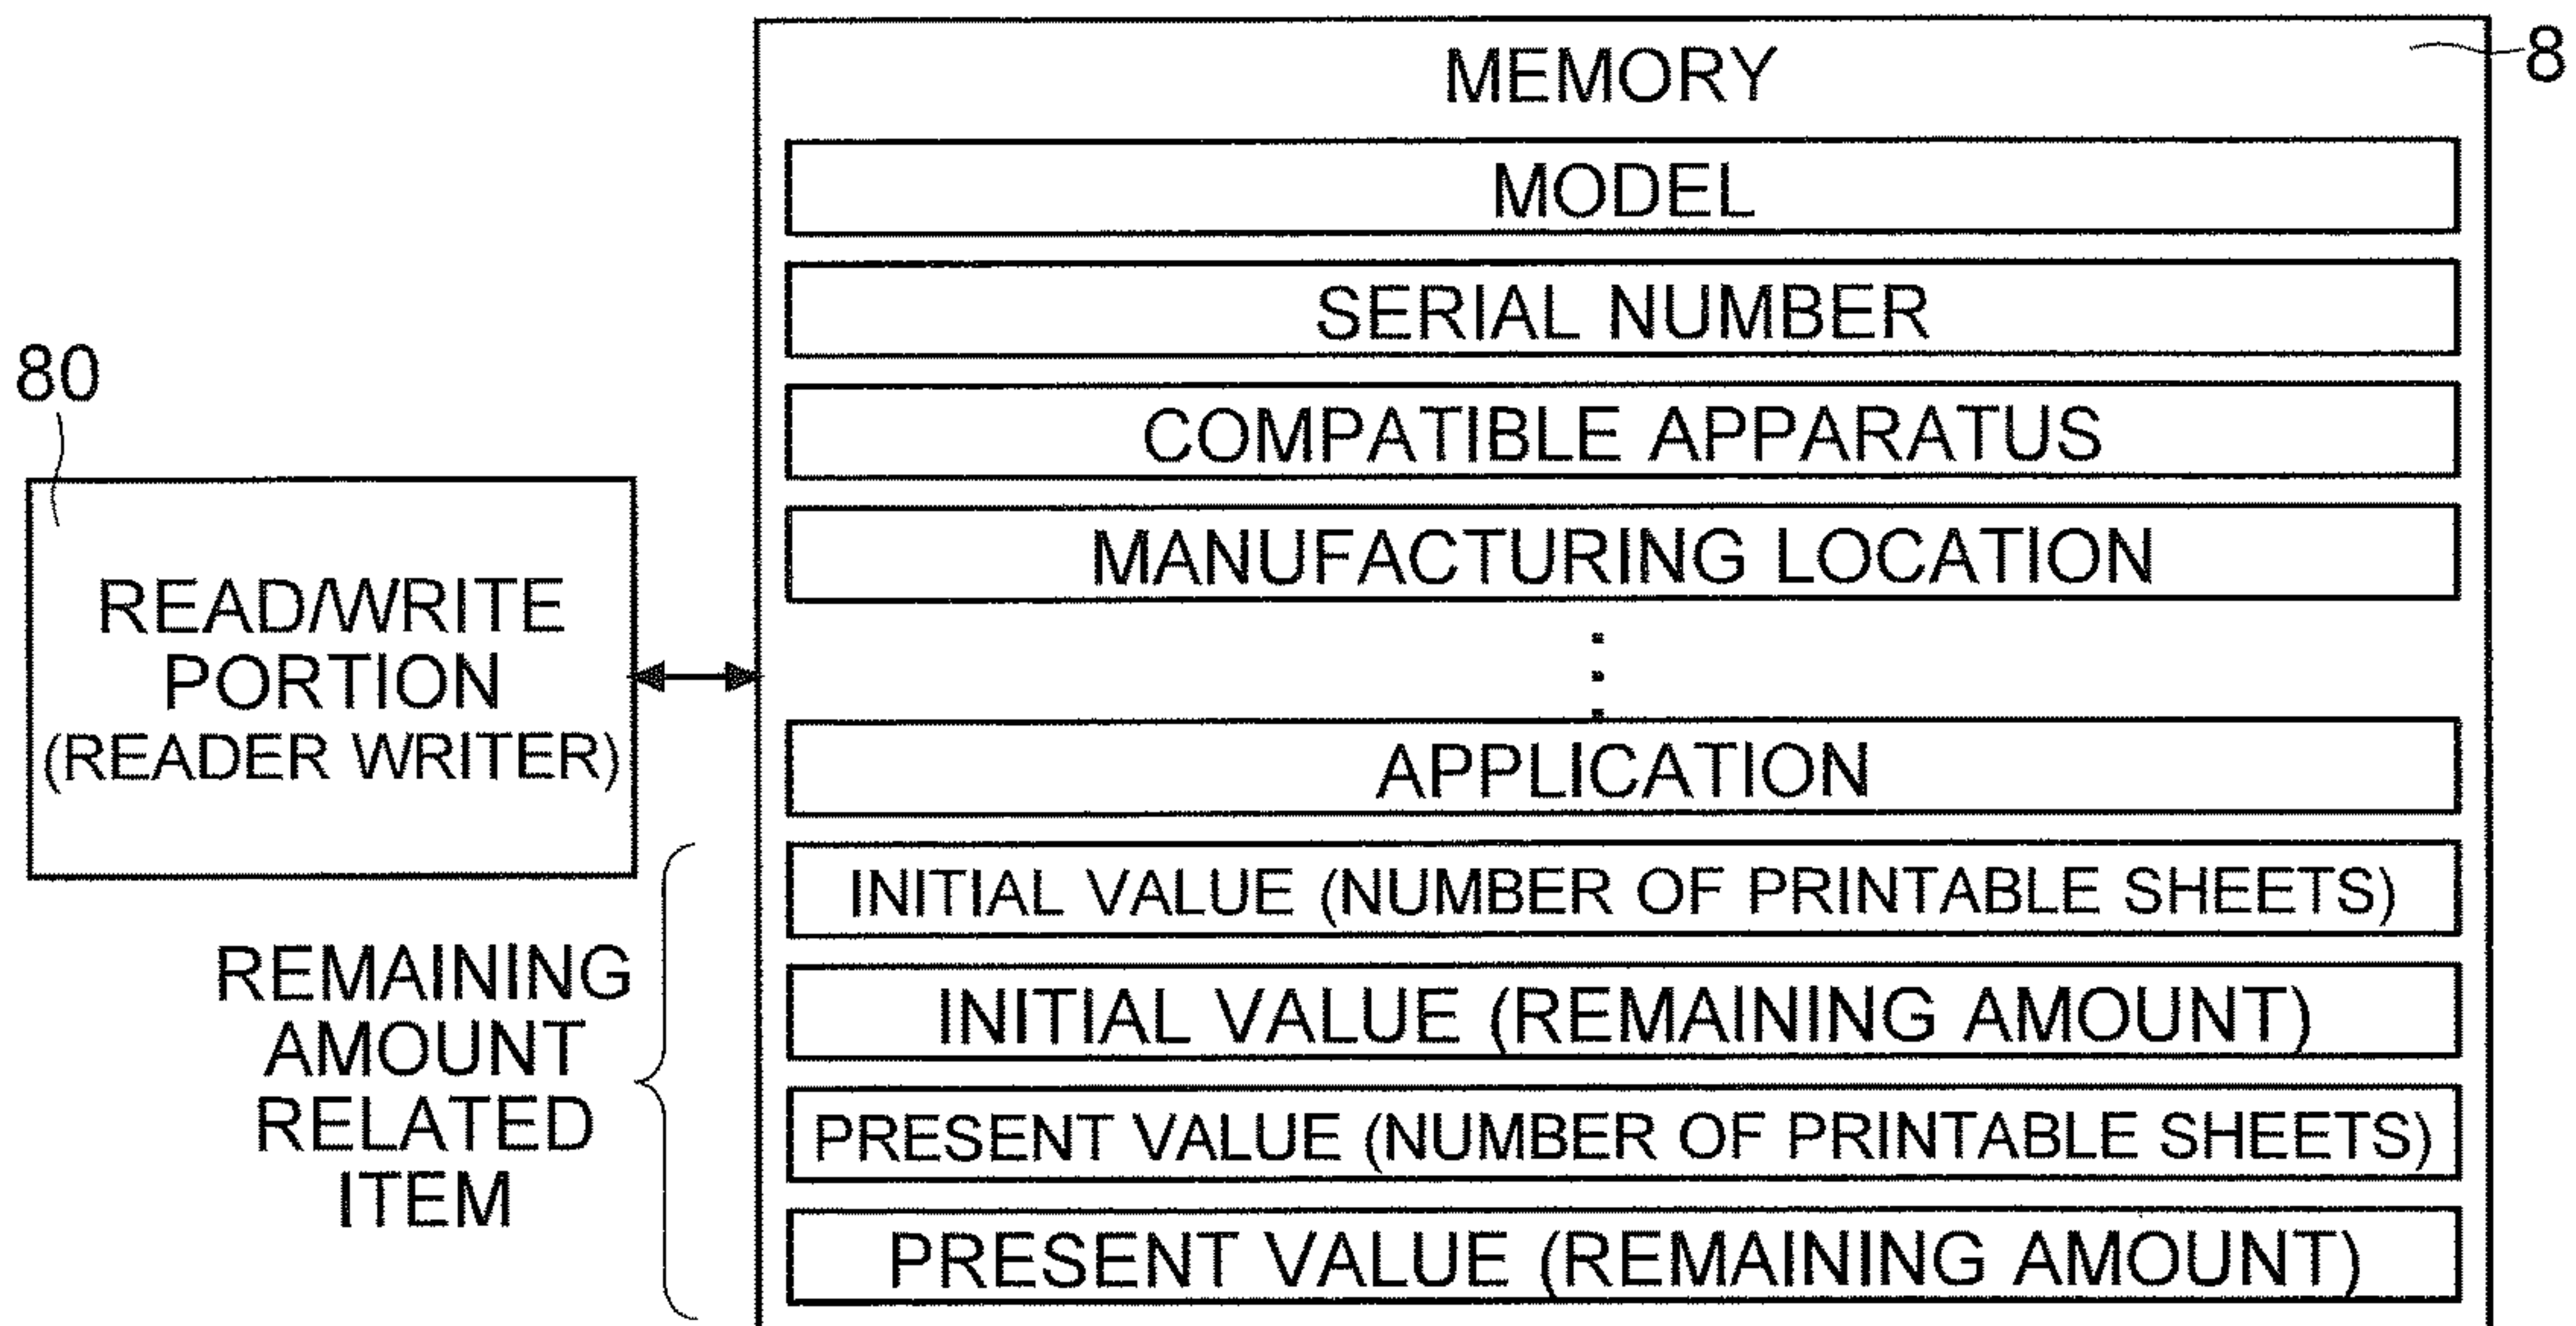 MEMORY
8
MODEL
SERIAL NUMBER
COMPATIBLE APPARATUS
MANUFACTURING LOCATION
APPLICATION
INITIAL VALUE (NUMBER OF PRINTABLE SHEETS)
INITIAL VALUE (REMAINING AMOUNT)
PRESENT VALUE (NUMBER OF PRINTABLE SHEETS)
PRESENT VALUE (REMAINING AMOUNT)
80
READ/WRITE
PORTION
(READER WRITER)
REMAINING
AMOUNT
RELATED
ITEM